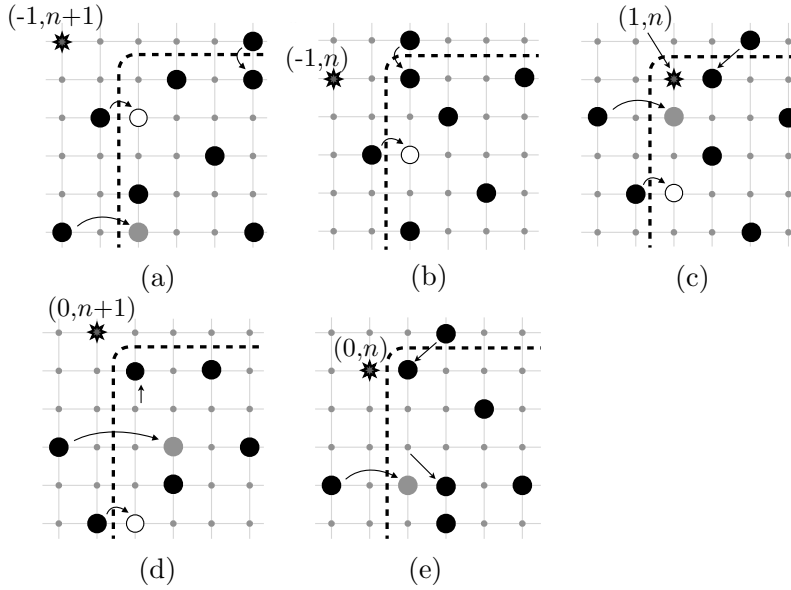 (-1,n+1)
(-1,n)
(1,n)
(a)
(b)
(c)
(0,n+1)
(0,n)
(d)
(e)